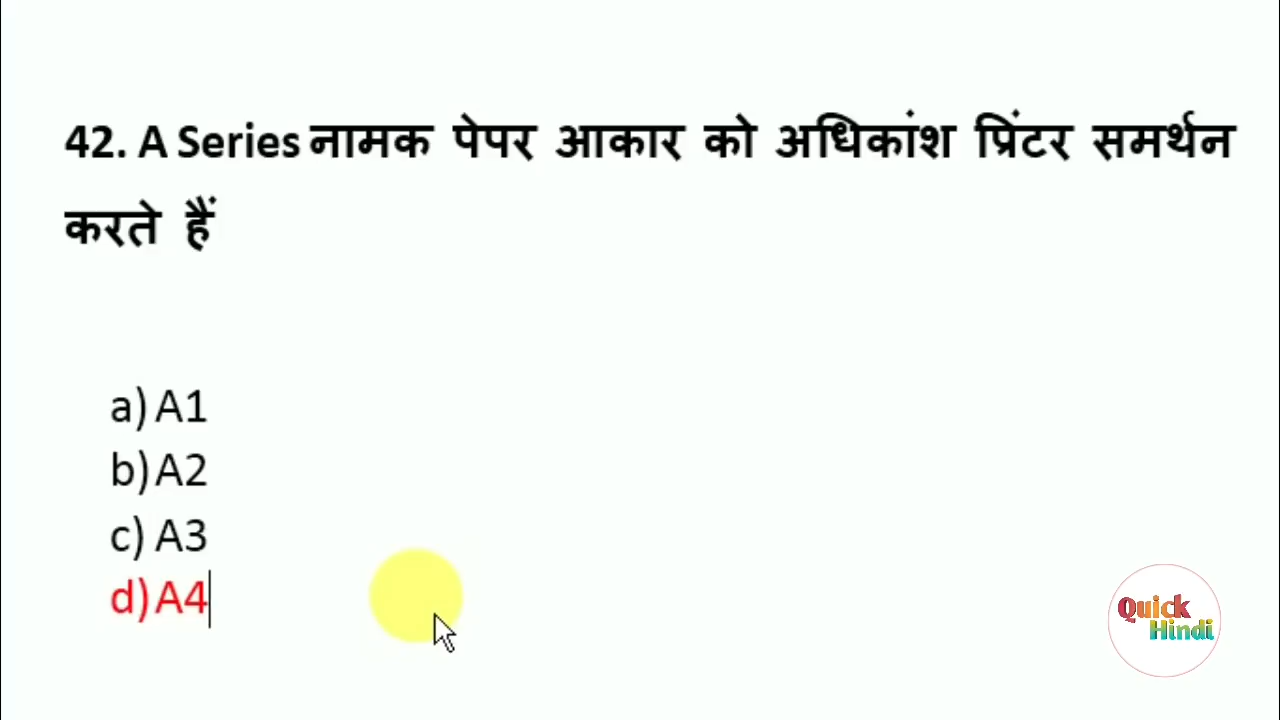 42. A Series नामक पेपर आकार को अधिकांश प्रिंटर समर्थन
करते हैं
a) A1
b) A2
c) A3
d) A4
Quick
Hindi